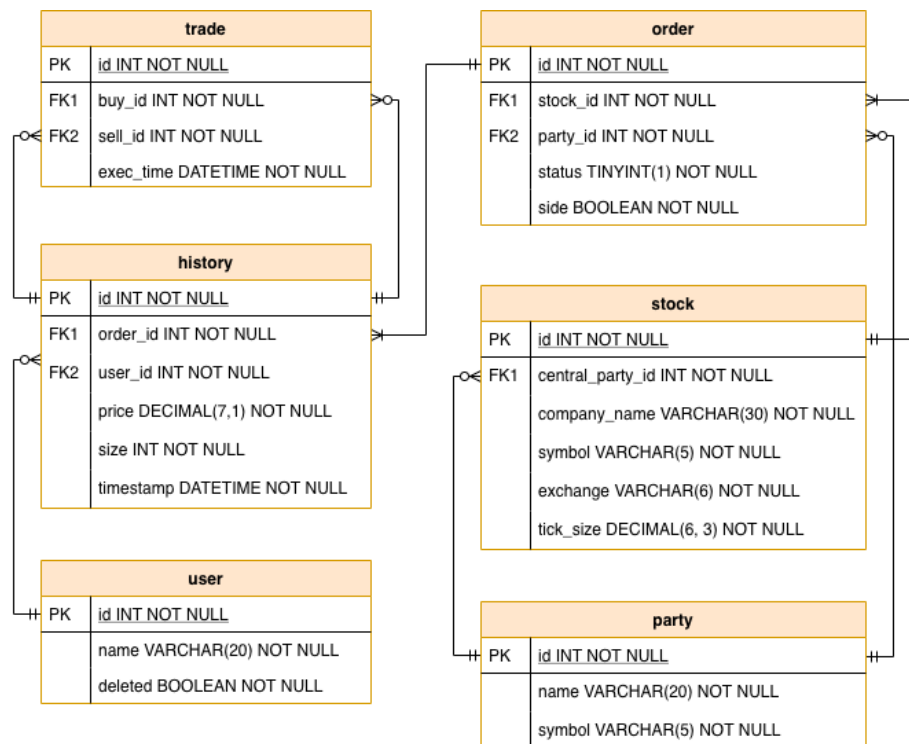 trade
PK id INT NOT NULL
FK1 buy_id INT NOT NULL
FK2 sell_id INT NOT NULL
exec_time DATETIME NOT NULL
history
PK id INT NOT NULL
FK1 order_id INT NOT NULL
FK2 user_id INT NOT NULL
price DECIMAL(7,1) NOT NULL
size INT NOT NULL
timestamp DATETIME NOT NULL
user
PK id INT NOT NULL
name VARCHAR(20) NOT NULL
deleted BOOLEAN NOT NULL
order
PK id INT NOT NULL
FK1 stock_id INT NOT NULL
FK2 party_id INT NOT NULL
status TINYINT(1) NOT NULL
side BOOLEAN NOT NULL
stock
PK id INT NOT NULL
FK1 central_party_id INT NOT NULL
company_name VARCHAR(30) NOT NULL
symbol VARCHAR(5) NOT NULL
exchange VARCHAR(6) NOT NULL
tick_size DECIMAL(6, 3) NOT NULL
party
PK id INT NOT NULL
name VARCHAR(20) NOT NULL
symbol VARCHAR(5) NOT NULL